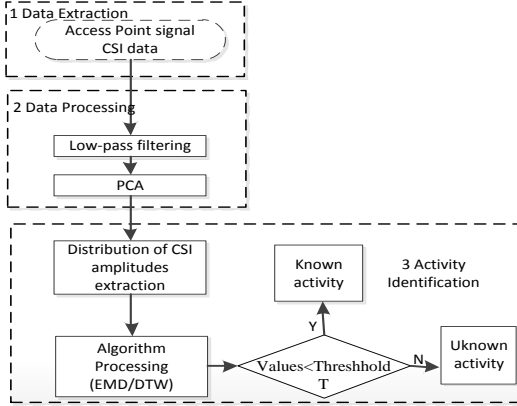 1 Data Extraction
Access Point signal
CSI data
2 Data Processing
Low-pass filtering
PCA
Distribution of CSI
amplitudes
extraction
Known
activity
3 Activity
Identification
Algorithm
Processing
(EMD/DTW)
Y
Values<Threshhold
T
N
Uknown
activity